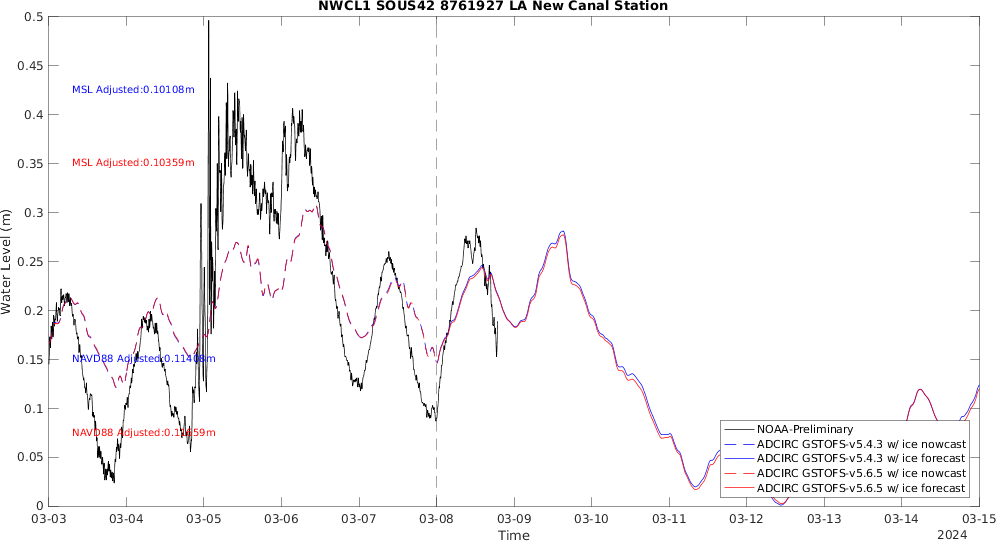 NWCL1 SOUS42 8761927 LA New Canal Station
0.5
0.45
0.4
0.35
0.3
0.25
0.2
0.15
0.1
0.05
0
Water Level (m)
MSL Adjusted:0.10108m
MSL Adjusted:0.10359m
NAVD88 Adjusted:0.11408m
NAVD88 Adjusted:0.11659m
NOAA-Preliminary
ADCIRC GSTOFS-v5.4.3 w/ ice nowcast
ADCIRC GSTOFS-v5.4.3 w/ ice forecast
ADCIRC GSTOFS-v5.6.5 w/ ice nowcast
ADCIRC GSTOFS-v5.6.5 w/ ice forecast
03-03 03-04 03-05 03-06 03-07 03-08 03-09 03-10 03-11 03-12 03-13 03-14 03-15
Time
2024